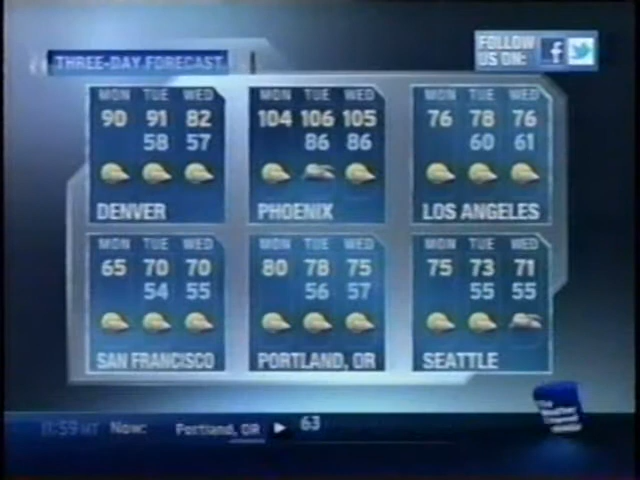 THREE-DAY FORECAST
FOLLOW
US ON:
MON TUE WED
90 91 82
58 57
DENVER
MON TUE WED
104 106 105
86 86
PHOENIX
MON TUE WED
76 78 76
60 61
LOS ANGELES
MON TUE WED
65 70 70
54 55
SAN FRANCISCO
MON TUE WED
80 78 75
56 57
PORTLAND, OR
MON TUE WED
75 73 71
55 55
SEATTLE
11:59 MT Now: Portland, OR ▶ 63
The
Weather
Channel